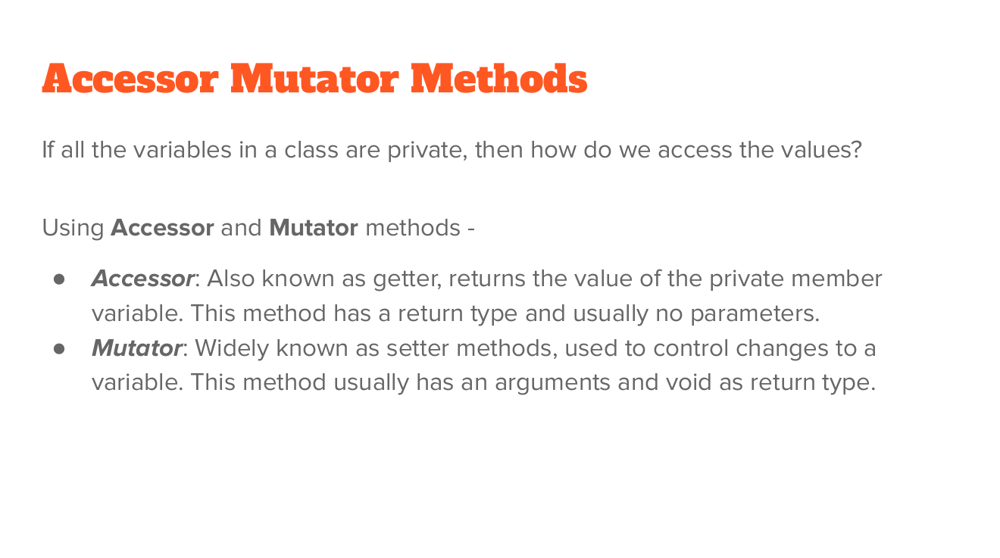 Accessor Mutator Methods
If all the variables in a class are private, then how do we access the values?
Using Accessor and Mutator methods -
● Accessor: Also known as getter, returns the value of the private member
variable. This method has a return type and usually no parameters.
● Mutator: Widely known as setter methods, used to control changes to a
variable. This method usually has an arguments and void as return type.